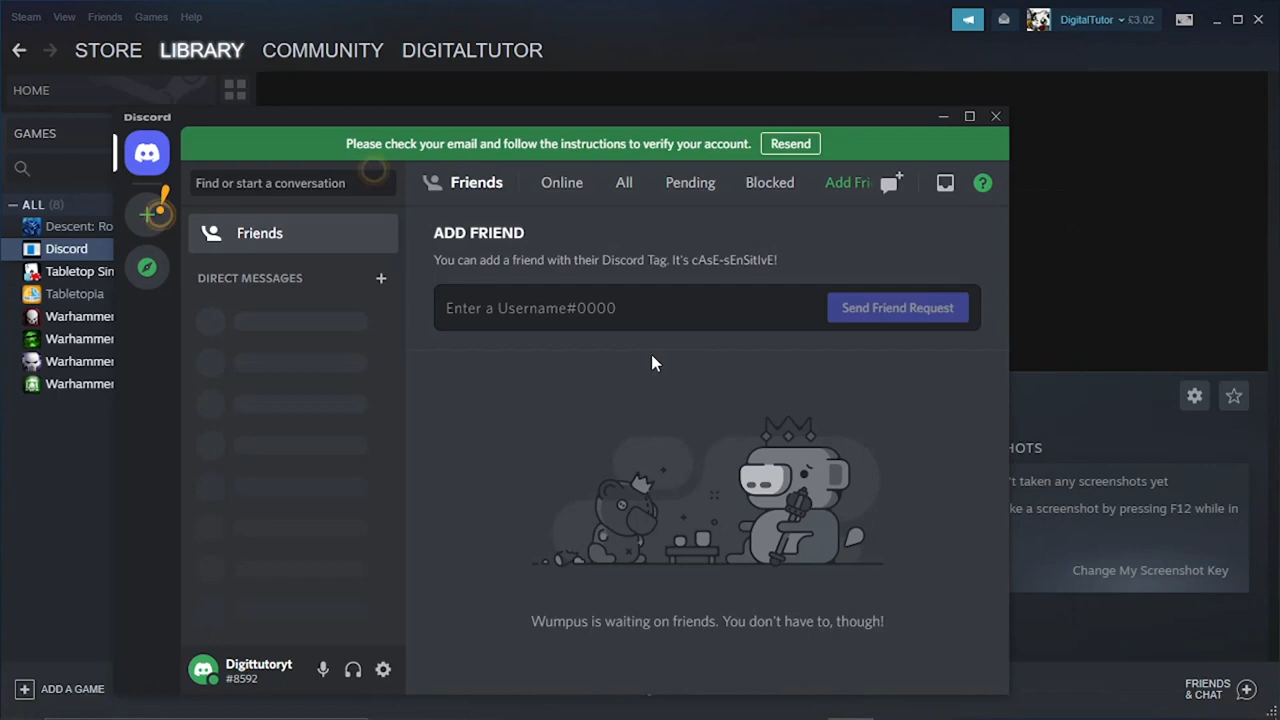 Steam View Friends Games Help
DigitalTutor £3.02
STORE LIBRARY COMMUNITY DIGITALTUTOR
HOME
GAMES
ALL (8)
Descent: Ro
Discord
Tabletop Sin
Tabletopia
Warhammer
Warhammer
Warhammer
Warhammer
ADD A GAME
Discord
Please check your email and follow the instructions to verify your account. Resend
Find or start a conversation
Friends Online All Pending Blocked Add Fri
Friends
DIRECT MESSAGES
ADD FRIEND
You can add a friend with their Discord Tag. It's cAsE-sEnSitIvE!
Enter a Username#0000
Send Friend Request
Wumpus is waiting on friends. You don't have to, though!
Digittutoryt
#8592
OTS
't taken any screenshots yet
ke a screenshot by pressing F12 while in
Change My Screenshot Key
FRIENDS
& CHAT